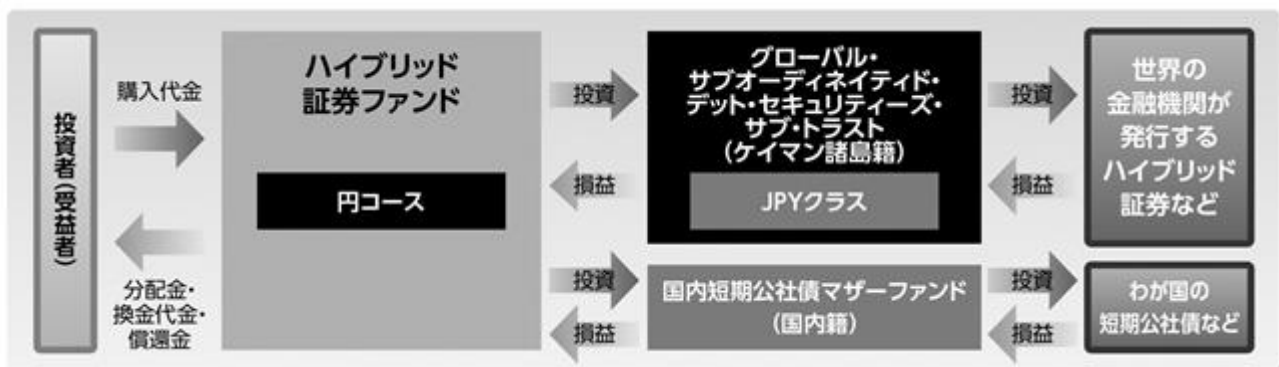 投資者(受益者)
購入代金
分配金・
換金代金・
償還金
ハイブリッド
証券ファンド
円コース
投資
損益
投資
損益
グローバル・
サブオーディネイティド・
デット・セキュリティーズ・
サブ・トラスト
(ケイマン諸島籍)
JPYクラス
国内短期公社債マザーファンド
(国内籍)
投資
損益
投資
損益
世界の
金融機関が
発行する
ハイブリッド
証券など
わが国の
短期公社債など